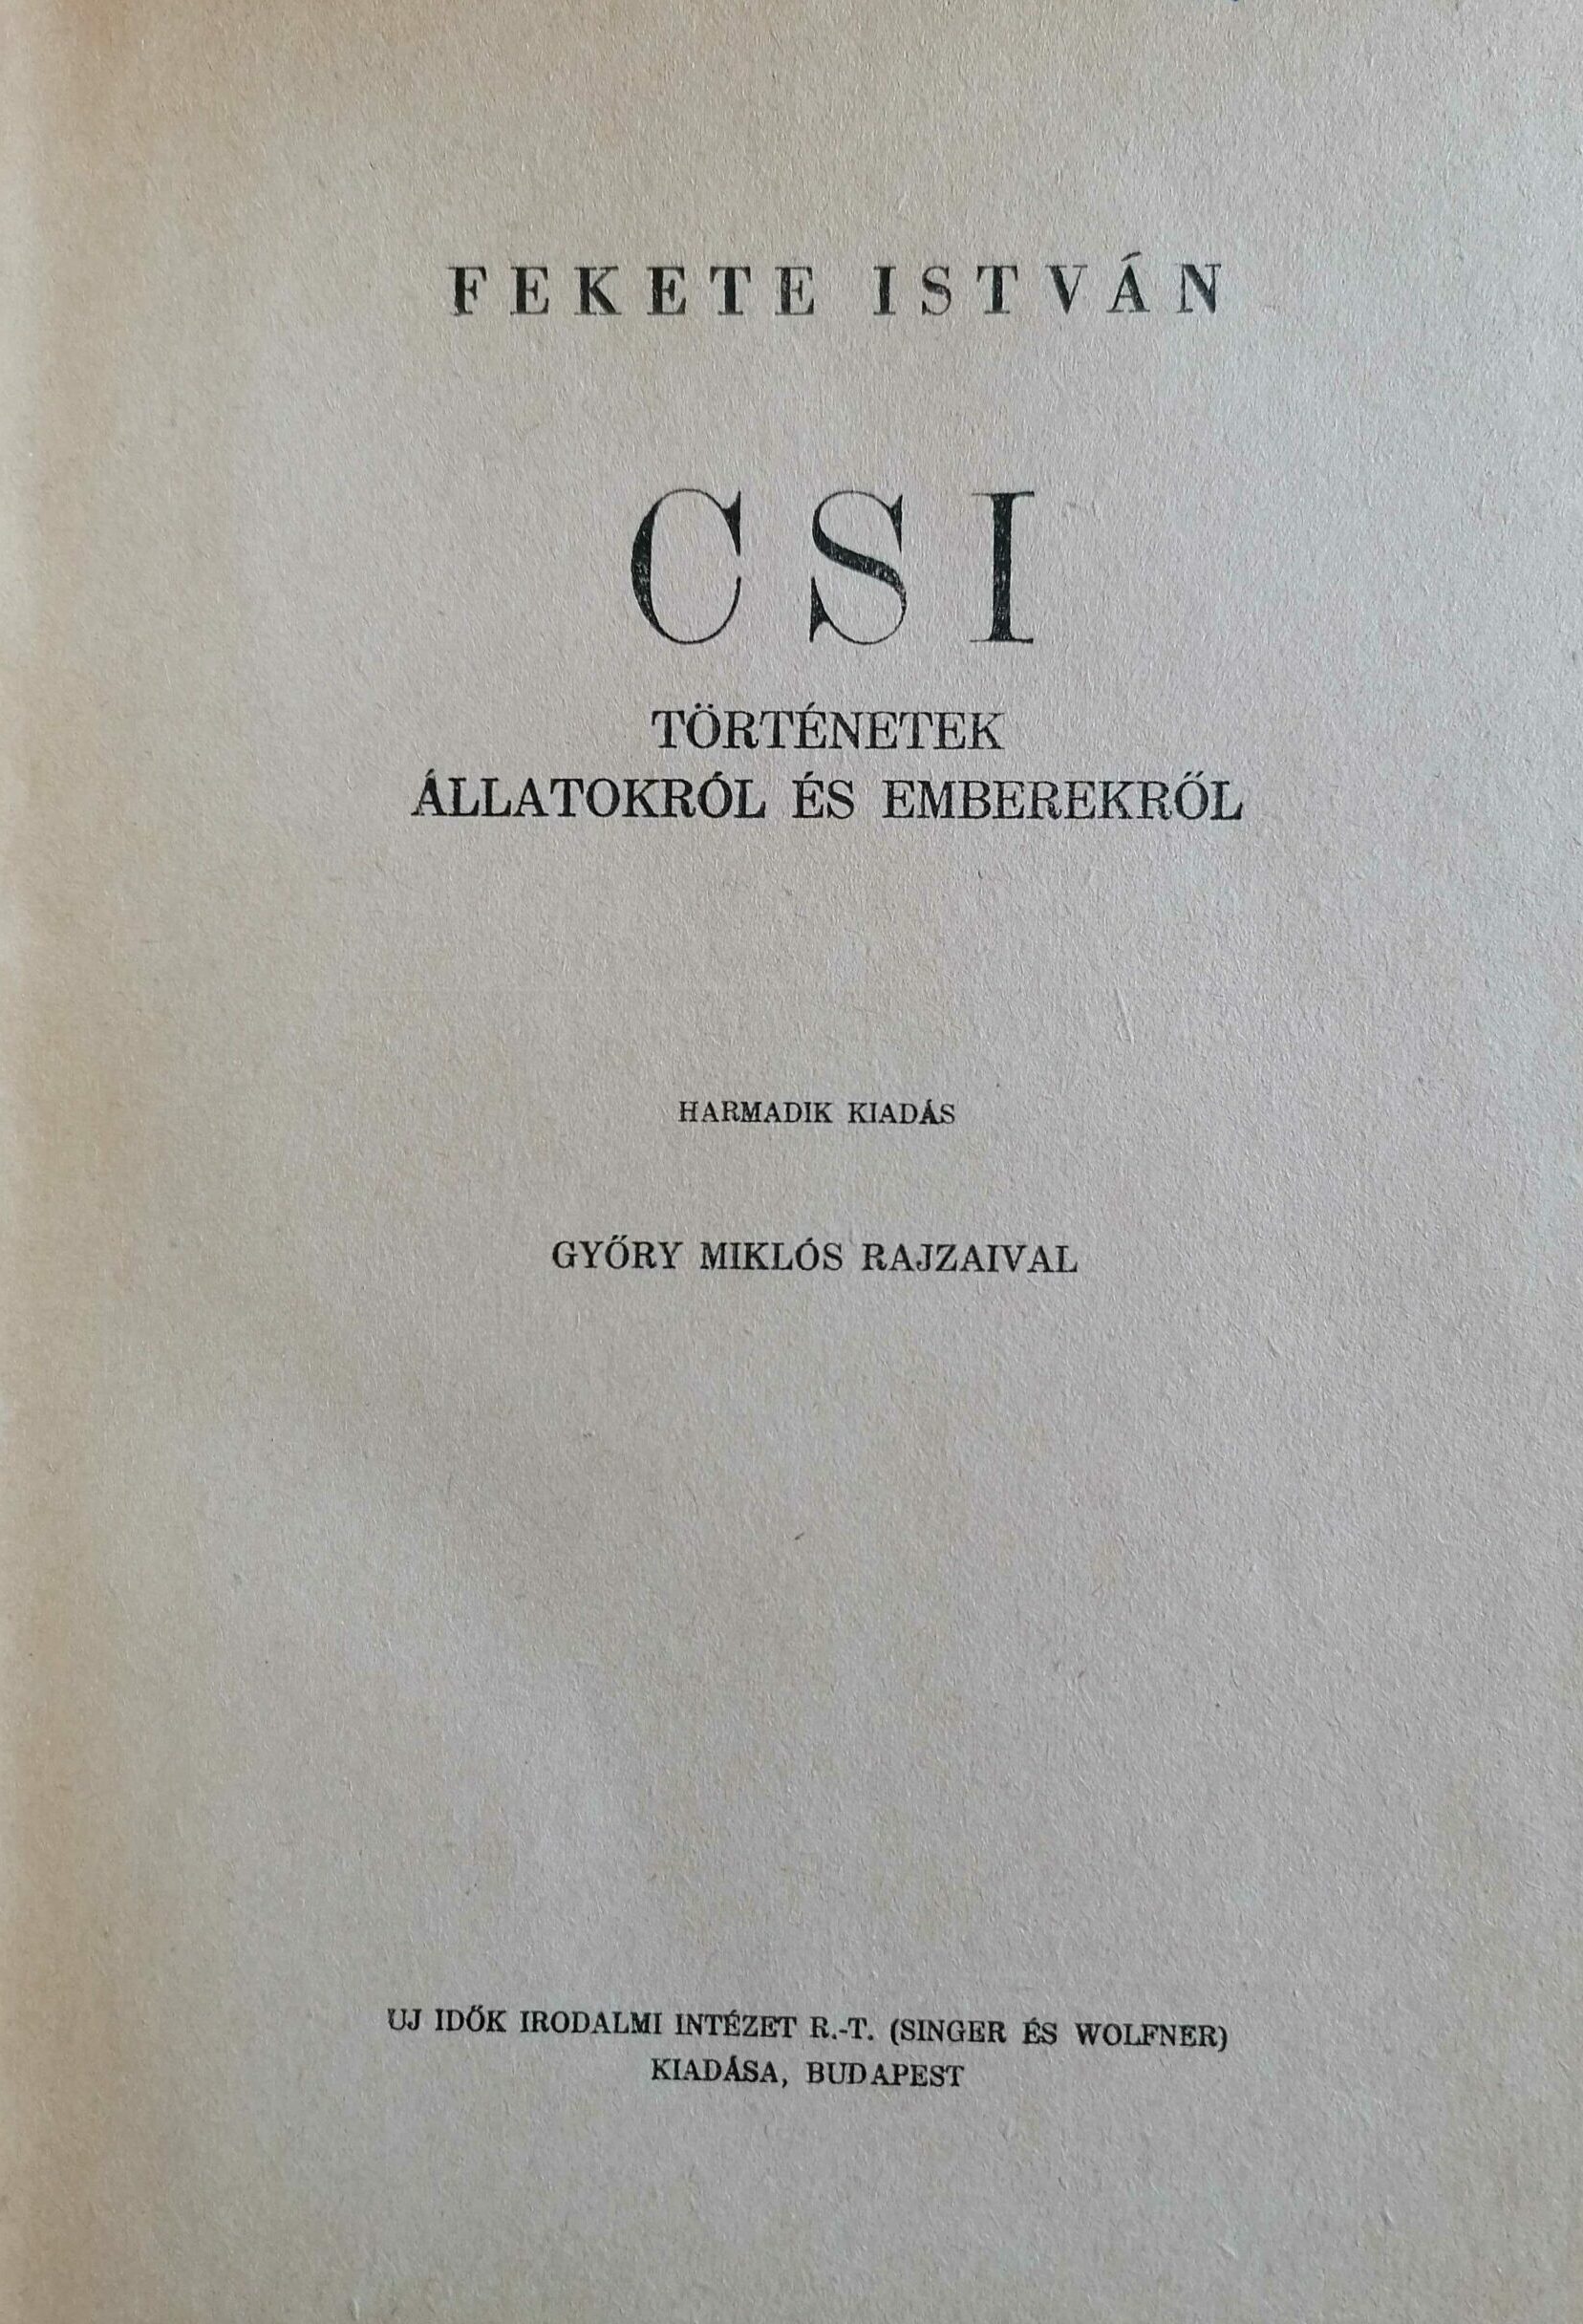 FEKETE ISTVÁN
CSI
TÖRTÉNETEK
ÁLLATOKRÓL ÉS EMBEREKRŐL
HARMADIK KIADÁS
GYŐRY MIKLÓS RAJZAIVAL
UJ IDŐK IRODALMI INTÉZET R.-T. (SINGER ÉS WOLFNER)
KIADÁSA, BUDAPEST